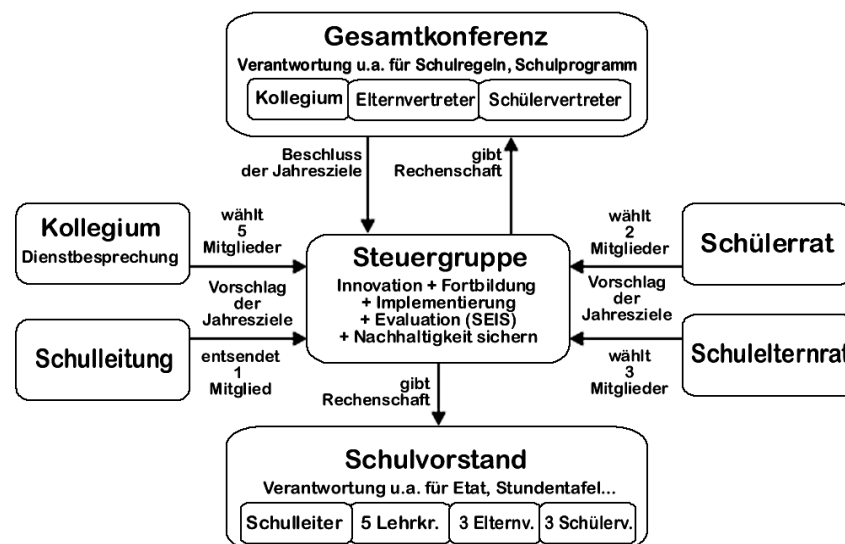 Gesamtkonferenz
Verantwortung u.a. für Schulregeln, Schulprogramm
Kollegium Elternvertreter Schülervertreter
Beschluss
der Jahresziele
gibt
Rechenschaft
Kollegium
Dienstbesprechung
wählt
5
Mitglieder
Vorschlag
der
Jahresziele
Schulleitung
entsendet
1
Mitglied
Steuergruppe
Innovation + Fortbildung
+ Implementierung
+ Evaluation (SEIS)
+ Nachhaltigkeit sichern
wählt
2
Mitglieder
Schülerrat
Vorschlag
der
Jahresziele
wählt
3
Mitglieder
Schulelternrat
gibt
Rechenschaft
Schulvorstand
Verantwortung u.a. für Etat, Stundentafel...
Schulleiter 5 Lehrkr. 3 Elternv. 3 Schülerv.